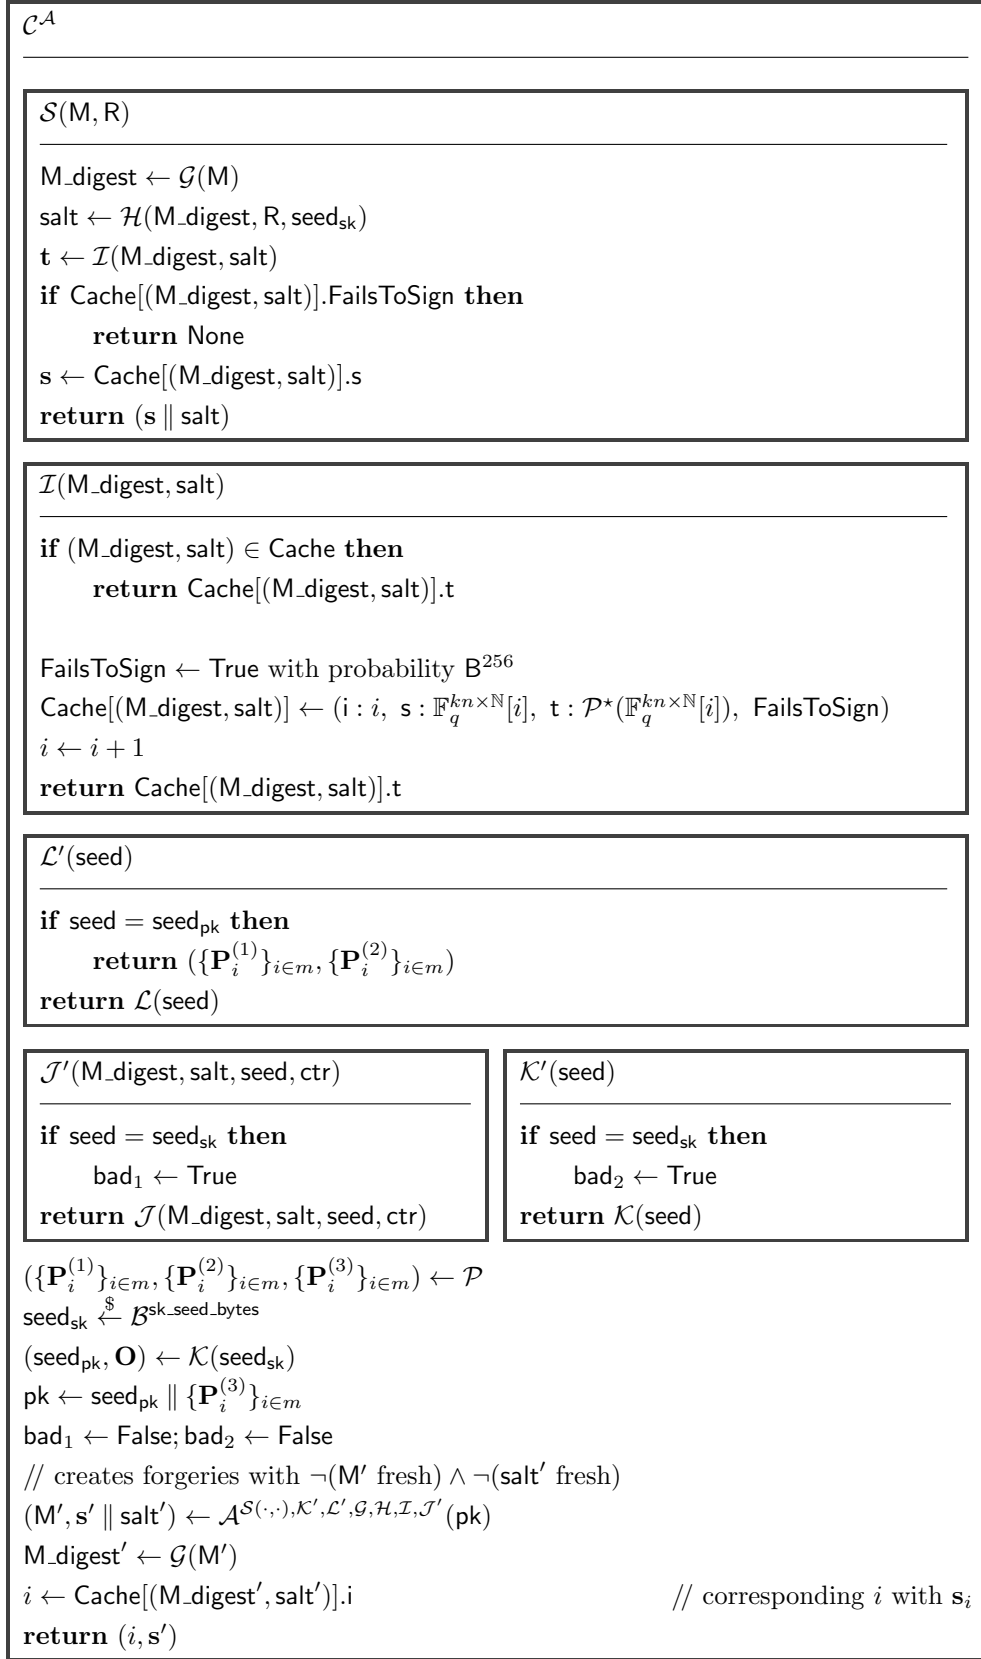 𝒞^𝒜
𝒮(M, R)
M_digest ← 𝒢(M)
salt ← ℋ(M_digest, R, seed_sk)
𝐭 ← ℐ(M_digest, salt)
if Cache[(M_digest, salt)].FailsToSign then
return None
𝐬 ← Cache[(M_digest, salt)].s
return (𝐬 ∥ salt)
ℐ(M_digest, salt)
if (M_digest, salt) ∈ Cache then
return Cache[(M_digest, salt)].t
FailsToSign ← True with probability B^256
Cache[(M_digest, salt)] ← (i : i, s : 𝔽_q^{kn×ℕ}[i], t : 𝒫^⋆(𝔽_q^{kn×ℕ}[i]), FailsToSign)
i ← i + 1
return Cache[(M_digest, salt)].t
ℒ′(seed)
if seed = seed_pk then
return ({𝐏_i^(1)}_{i∈m}, {𝐏_i^(2)}_{i∈m})
return ℒ(seed)
𝒥′(M_digest, salt, seed, ctr)
if seed = seed_sk then
bad_1 ← True
return 𝒥(M_digest, salt, seed, ctr)
𝒦′(seed)
if seed = seed_sk then
bad_2 ← True
return 𝒦(seed)
({𝐏_i^(1)}_{i∈m}, {𝐏_i^(2)}_{i∈m}, {𝐏_i^(3)}_{i∈m}) ← 𝒫
seed_sk ←$ ℬ^sk_seed_bytes
(seed_pk, 𝐎) ← 𝒦(seed_sk)
pk ← seed_pk ∥ {𝐏_i^(3)}_{i∈m}
bad_1 ← False; bad_2 ← False
// creates forgeries with ¬(M′ fresh) ∧ ¬(salt′ fresh)
(M′, 𝐬′ ∥ salt′) ← 𝒜^{𝒮(·,·),𝒦′,ℒ′,𝒢,ℋ,ℐ,𝒥′}(pk)
M_digest′ ← 𝒢(M′)
i ← Cache[(M_digest′, salt′)].i // corresponding i with 𝐬_i
return (i, 𝐬′)